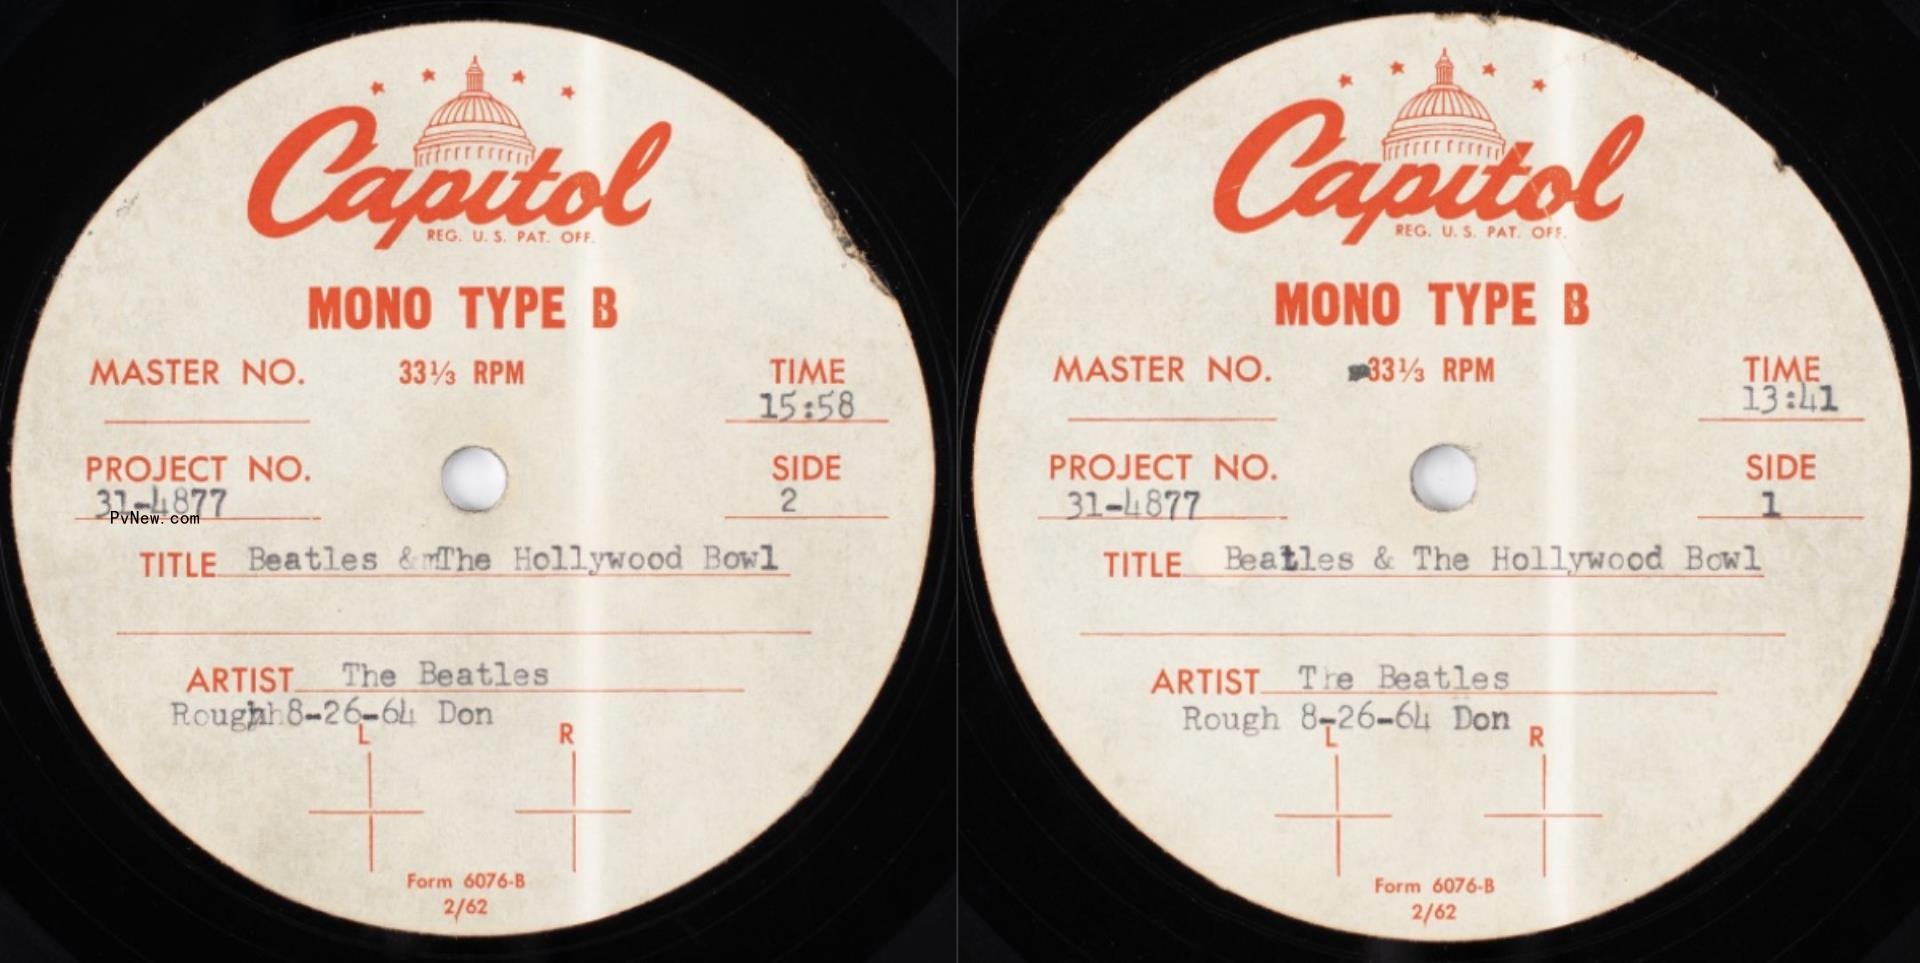 Capitol
REG. U.S. PAT. OFF.
MONO TYPE B
MASTER NO. 33⅓ RPM TIME
15:58
PROJECT NO. SIDE
31-4877 2
PvNew.com
TITLE Beatles & The Hollywood Bowl
ARTIST The Beatles
Rough 8-26-64 Don
L R
Form 6076-B
2/62
Capitol
REG. U.S. PAT. OFF.
MONO TYPE B
MASTER NO. 33⅓ RPM TIME
13:41
PROJECT NO. SIDE
31-4877 1
TITLE Beatles & The Hollywood Bowl
ARTIST The Beatles
Rough 8-26-64 Don
L R
Form 6076-B
2/62